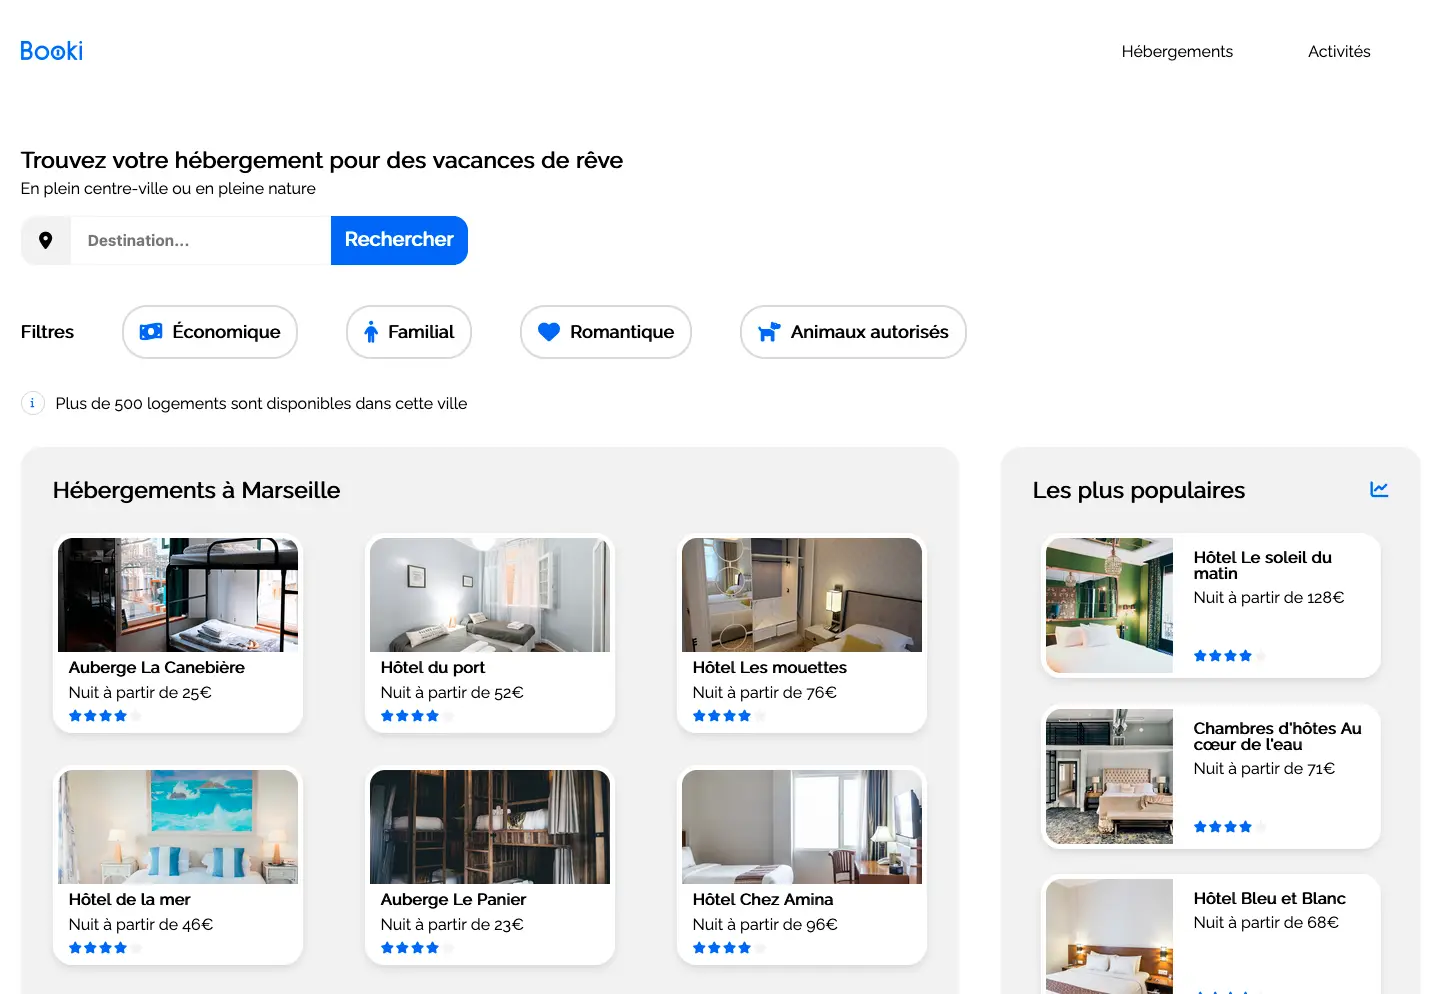 Booki
Hébergements
Activités
Trouvez votre hébergement pour des vacances de rêve
En plein centre-ville ou en pleine nature
Destination...
Rechercher
Filtres
Économique
Familial
Romantique
Animaux autorisés
i
Plus de 500 logements sont disponibles dans cette ville
Hébergements à Marseille
Auberge La Canebière
Nuit à partir de 25€
Hôtel du port
Nuit à partir de 52€
Hôtel Les mouettes
Nuit à partir de 76€
Hôtel de la mer
Nuit à partir de 46€
Auberge Le Panier
Nuit à partir de 23€
Hôtel Chez Amina
Nuit à partir de 96€
Les plus populaires
Hôtel Le soleil du
matin
Nuit à partir de 128€
Chambres d'hôtes Au
cœur de l'eau
Nuit à partir de 71€
Hôtel Bleu et Blanc
Nuit à partir de 68€